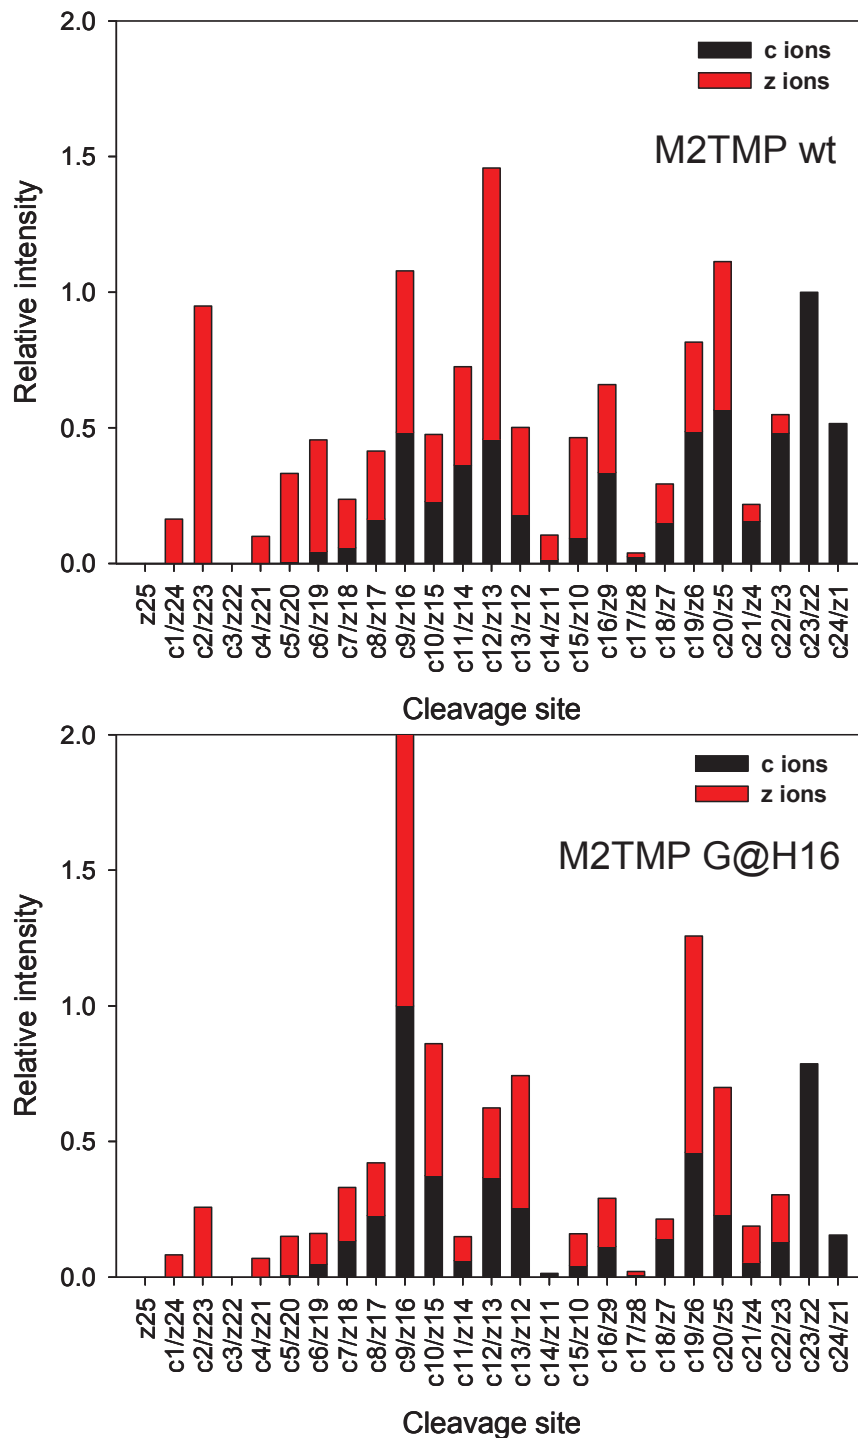 2.0
c ions
z ions
M2TMP wt
1.5
1.0
0.5
0.0
Relative intensity
z25
c1/z24
c2/z23
c3/z22
c4/z21
c5/z20
c6/z19
c7/z18
c8/z17
c9/z16
c10/z15
c11/z14
c12/z13
c13/z12
c14/z11
c15/z10
c16/z9
c17/z8
c18/z7
c19/z6
c20/z5
c21/z4
c22/z3
c23/z2
c24/z1
Cleavage site
2.0
c ions
z ions
M2TMP G@H16
1.5
1.0
0.5
0.0
Relative intensity
z25
c1/z24
c2/z23
c3/z22
c4/z21
c5/z20
c6/z19
c7/z18
c8/z17
c9/z16
c10/z15
c11/z14
c12/z13
c13/z12
c14/z11
c15/z10
c16/z9
c17/z8
c18/z7
c19/z6
c20/z5
c21/z4
c22/z3
c23/z2
c24/z1
Cleavage site